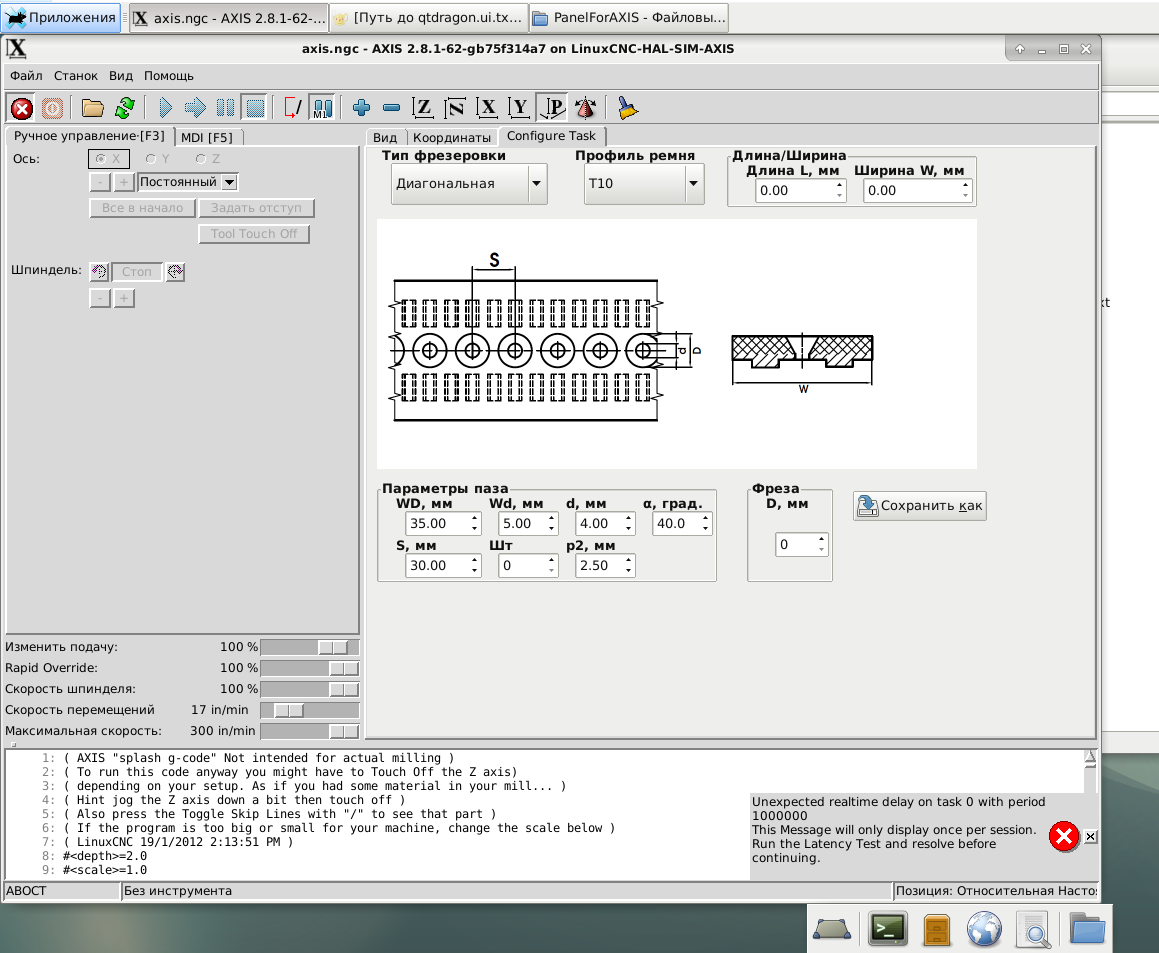 Приложения
axis.ngc - AXIS 2.8.1-62-...
[Путь до qtdragon.ui.tx...
PanelForAXIS - Файловы...
axis.ngc - AXIS 2.8.1-62-gb75f314a7 on LinuxCNC-HAL-SIM-AXIS
Файл Станок Вид Помощь
M1 Z N X Y P
Ручное управление [F3] MDI [F5]
Вид Координаты Configure Task
Ось: X Y Z
- + Постоянный
Все в начало Задать отступ
Tool Touch Off
Шпиндель: Стоп
- +
Тип фрезеровки Профиль ремня Длина/Ширина
Длина L, мм Ширина W, мм
Диагональная T10 0.00 0.00
S
d D
W
Параметры паза
WD, мм Wd, мм d, мм α, град.
35.00 5.00 4.00 40.0
S, мм Шт p2, мм
30.00 0 2.50
Фреза
D, мм
0
Сохранить как
Изменить подачу: 100 %
Rapid Override: 100 %
Скорость шпинделя: 100 %
Скорость перемещений 17 in/min
Максимальная скорость: 300 in/min
1: ( AXIS "splash g-code" Not intended for actual milling )
2: ( To run this code anyway you might have to Touch Off the Z axis)
3: ( depending on your setup. As if you had some material in your mill... )
4: ( Hint jog the Z axis down a bit then touch off )
5: ( Also press the Toggle Skip Lines with "/" to see that part )
6: ( If the program is too big or small for your machine, change the scale below )
7: ( LinuxCNC 19/1/2012 2:13:51 PM )
8: #<depth>=2.0
9: #<scale>=1.0
Unexpected realtime delay on task 0 with period
1000000
This Message will only display once per session.
Run the Latency Test and resolve before
continuing.
АВОСТ
Без инструмента
Позиция: Относительная Насто